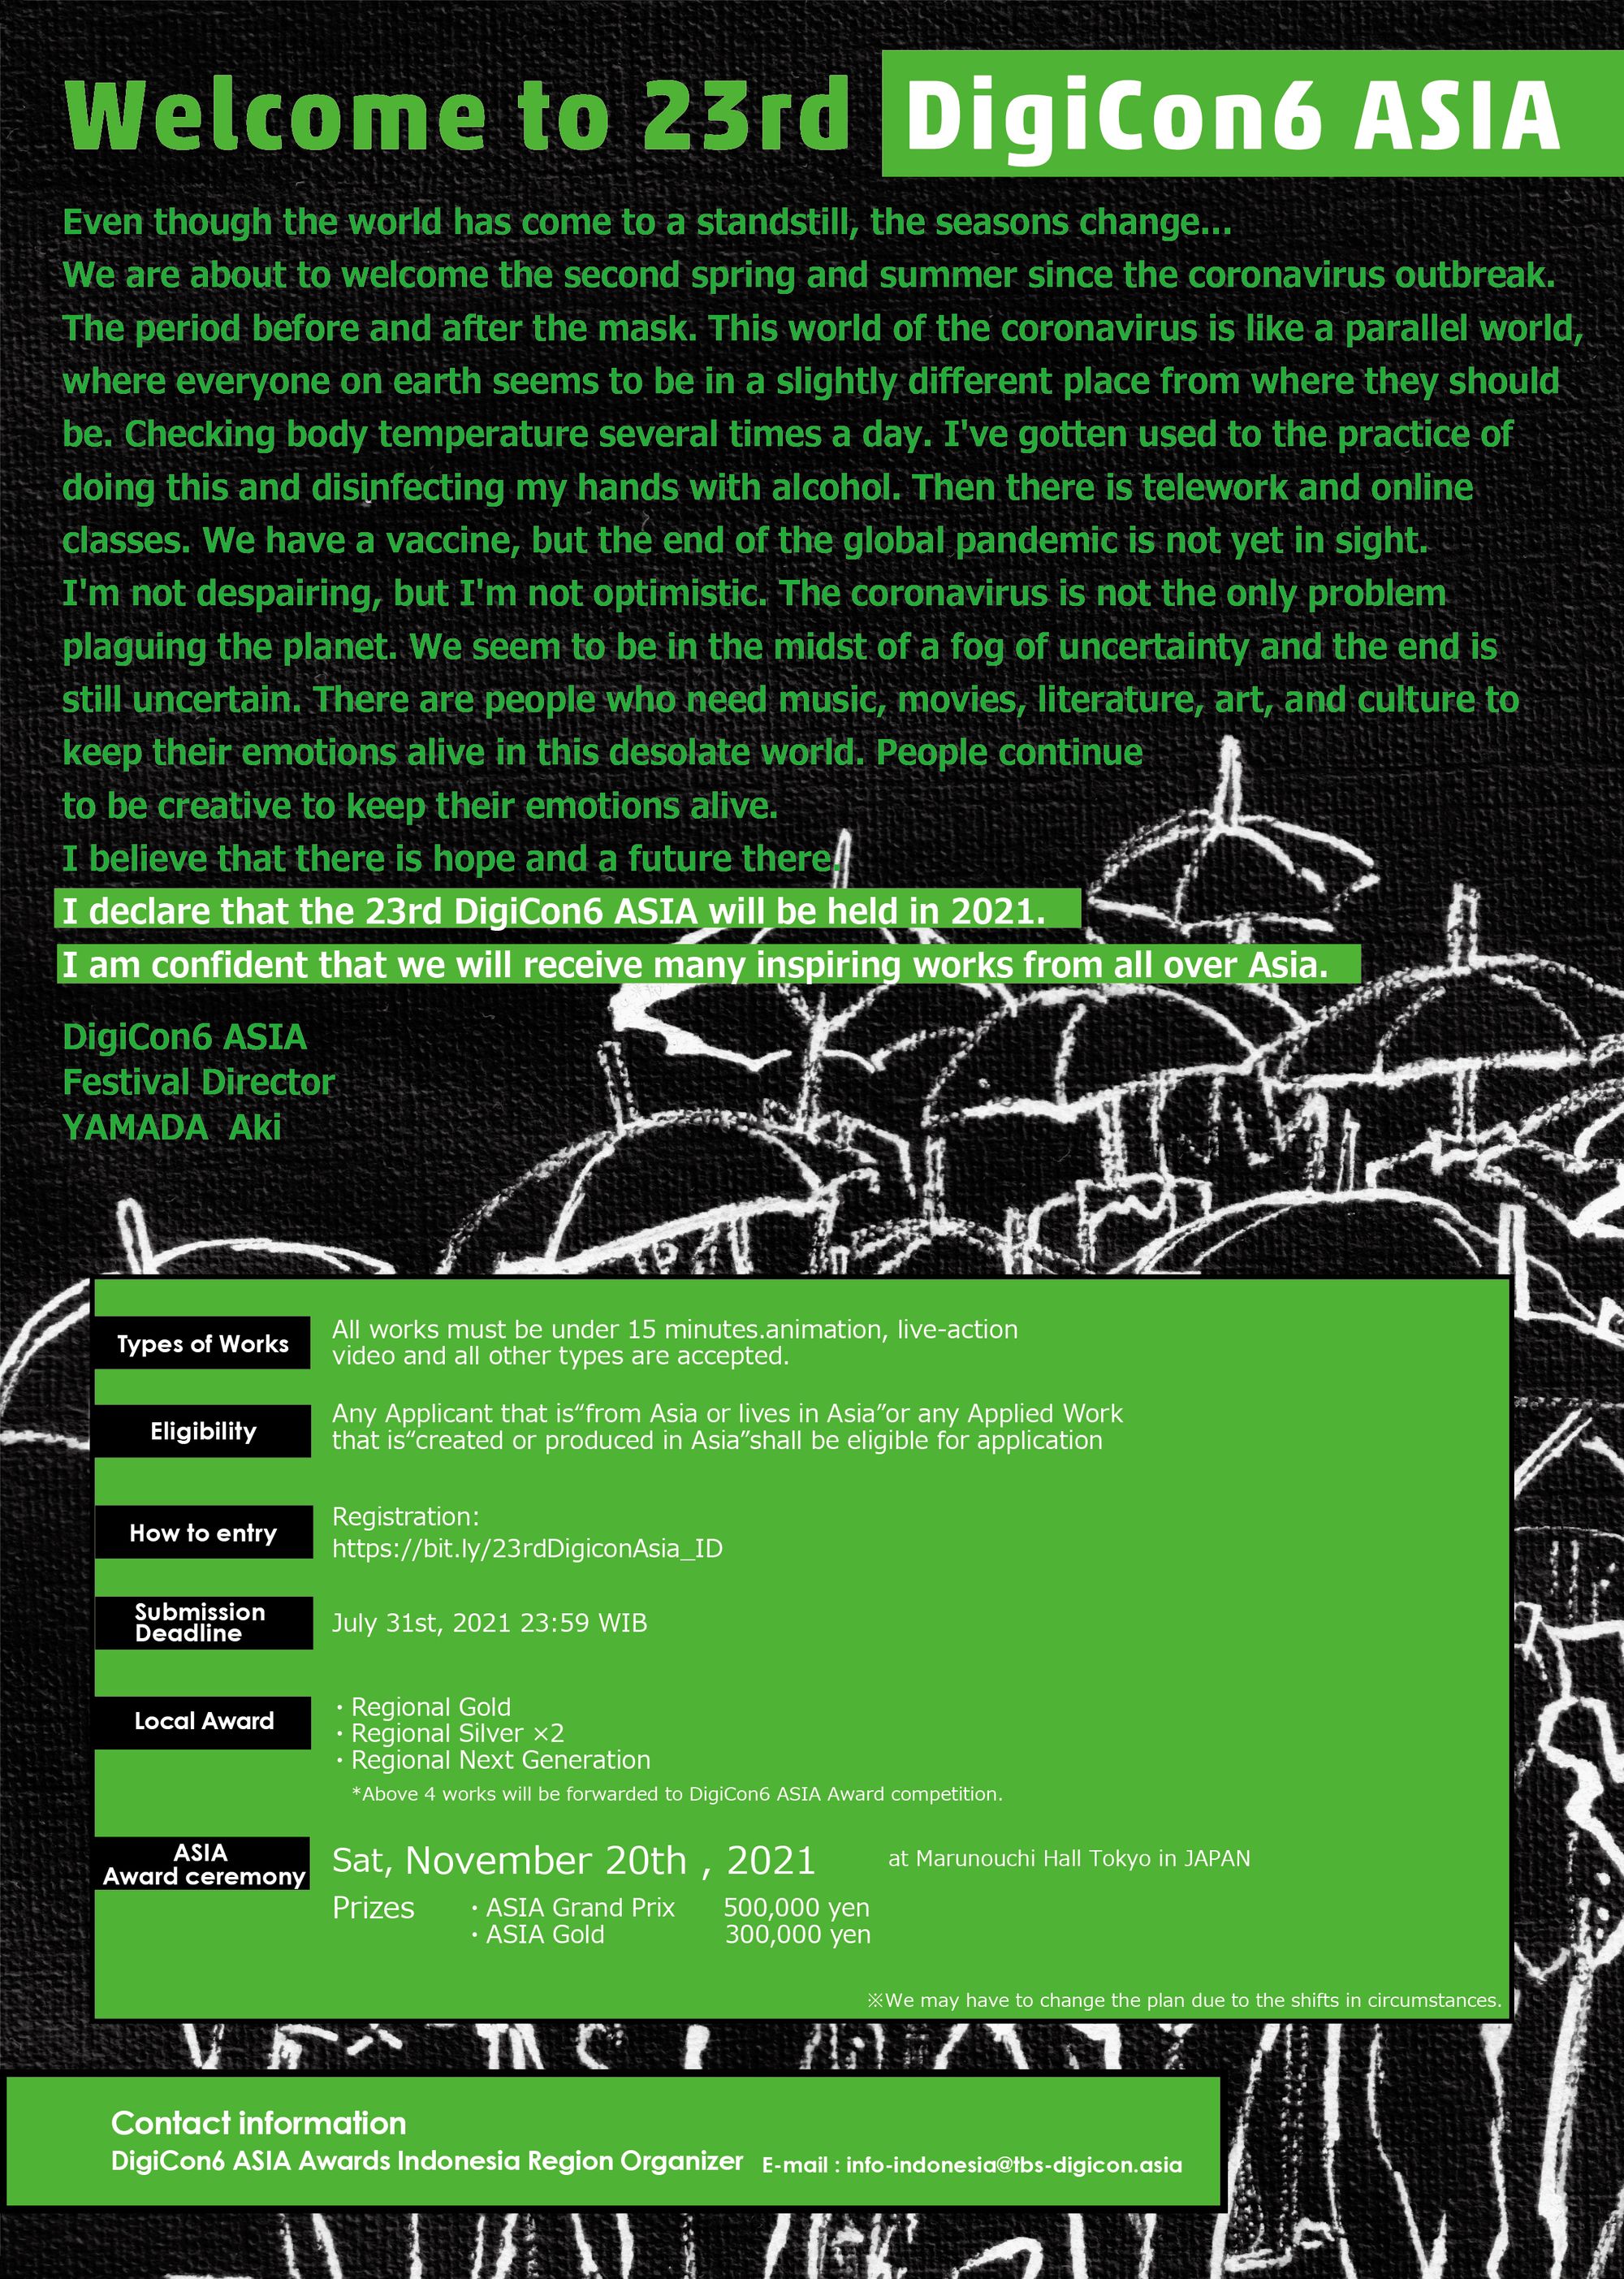 Welcome to 23rd DigiCon6 ASIA
Even though the world has come to a standstill, the seasons change...
We are about to welcome the second spring and summer since the coronavirus outbreak.
The period before and after the mask. This world of the coronavirus is like a parallel world,
where everyone on earth seems to be in a slightly different place from where they should
be. Checking body temperature several times a day. I've gotten used to the practice of
doing this and disinfecting my hands with alcohol. Then there is telework and online
classes. We have a vaccine, but the end of the global pandemic is not yet in sight.
I'm not despairing, but I'm not optimistic. The coronavirus is not the only problem
plaguing the planet. We seem to be in the midst of a fog of uncertainty and the end is
still uncertain. There are people who need music, movies, literature, art, and culture to
keep their emotions alive in this desolate world. People continue
to be creative to keep their emotions alive.
I believe that there is hope and a future there.
I declare that the 23rd DigiCon6 ASIA will be held in 2021.
I am confident that we will receive many inspiring works from all over Asia.
DigiCon6 ASIA
Festival Director
YAMADA Aki
Types of Works
All works must be under 15 minutes.animation, live-action
video and all other types are accepted.
Eligibility
Any Applicant that is“from Asia or lives in Asia”or any Applied Work
that is“created or produced in Asia”shall be eligible for application
How to entry
Registration:
https://bit.ly/23rdDigiconAsia_ID
Submission
Deadline
July 31st, 2021 23:59 WIB
Local Award
・Regional Gold
・Regional Silver ×2
・Regional Next Generation
*Above 4 works will be forwarded to DigiCon6 ASIA Award competition.
ASIA
Award ceremony
Sat, November 20th , 2021 at Marunouchi Hall Tokyo in JAPAN
Prizes ・ASIA Grand Prix 500,000 yen
・ASIA Gold 300,000 yen
※We may have to change the plan due to the shifts in circumstances.
Contact information
DigiCon6 ASIA Awards Indonesia Region Organizer E-mail : info-indonesia@tbs-digicon.asia